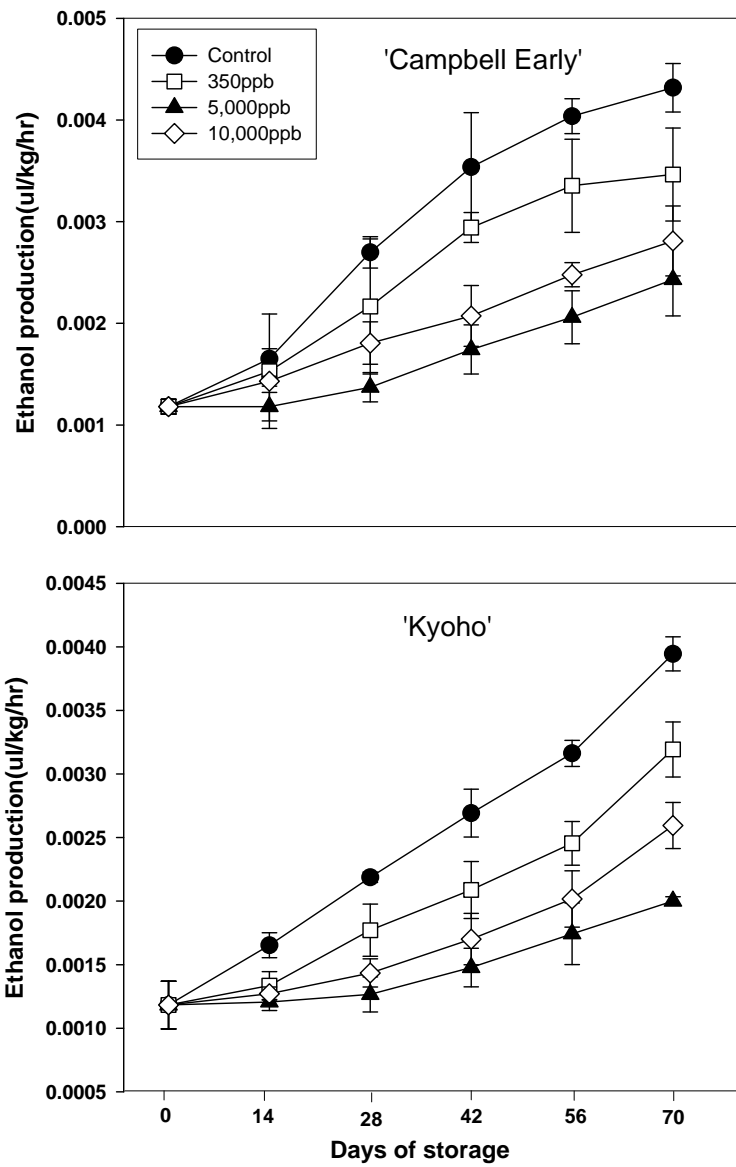 0.005
Control
350ppb
5,000ppb
10,000ppb
'Campbell Early'
0.004
0.003
0.002
0.001
0.000
Ethanol production(ul/kg/hr)
0.0045
'Kyoho'
0.0040
0.0035
0.0030
0.0025
0.0020
0.0015
0.0010
0.0005
Ethanol production(ul/kg/hr)
0 14 28 42 56 70
Days of storage